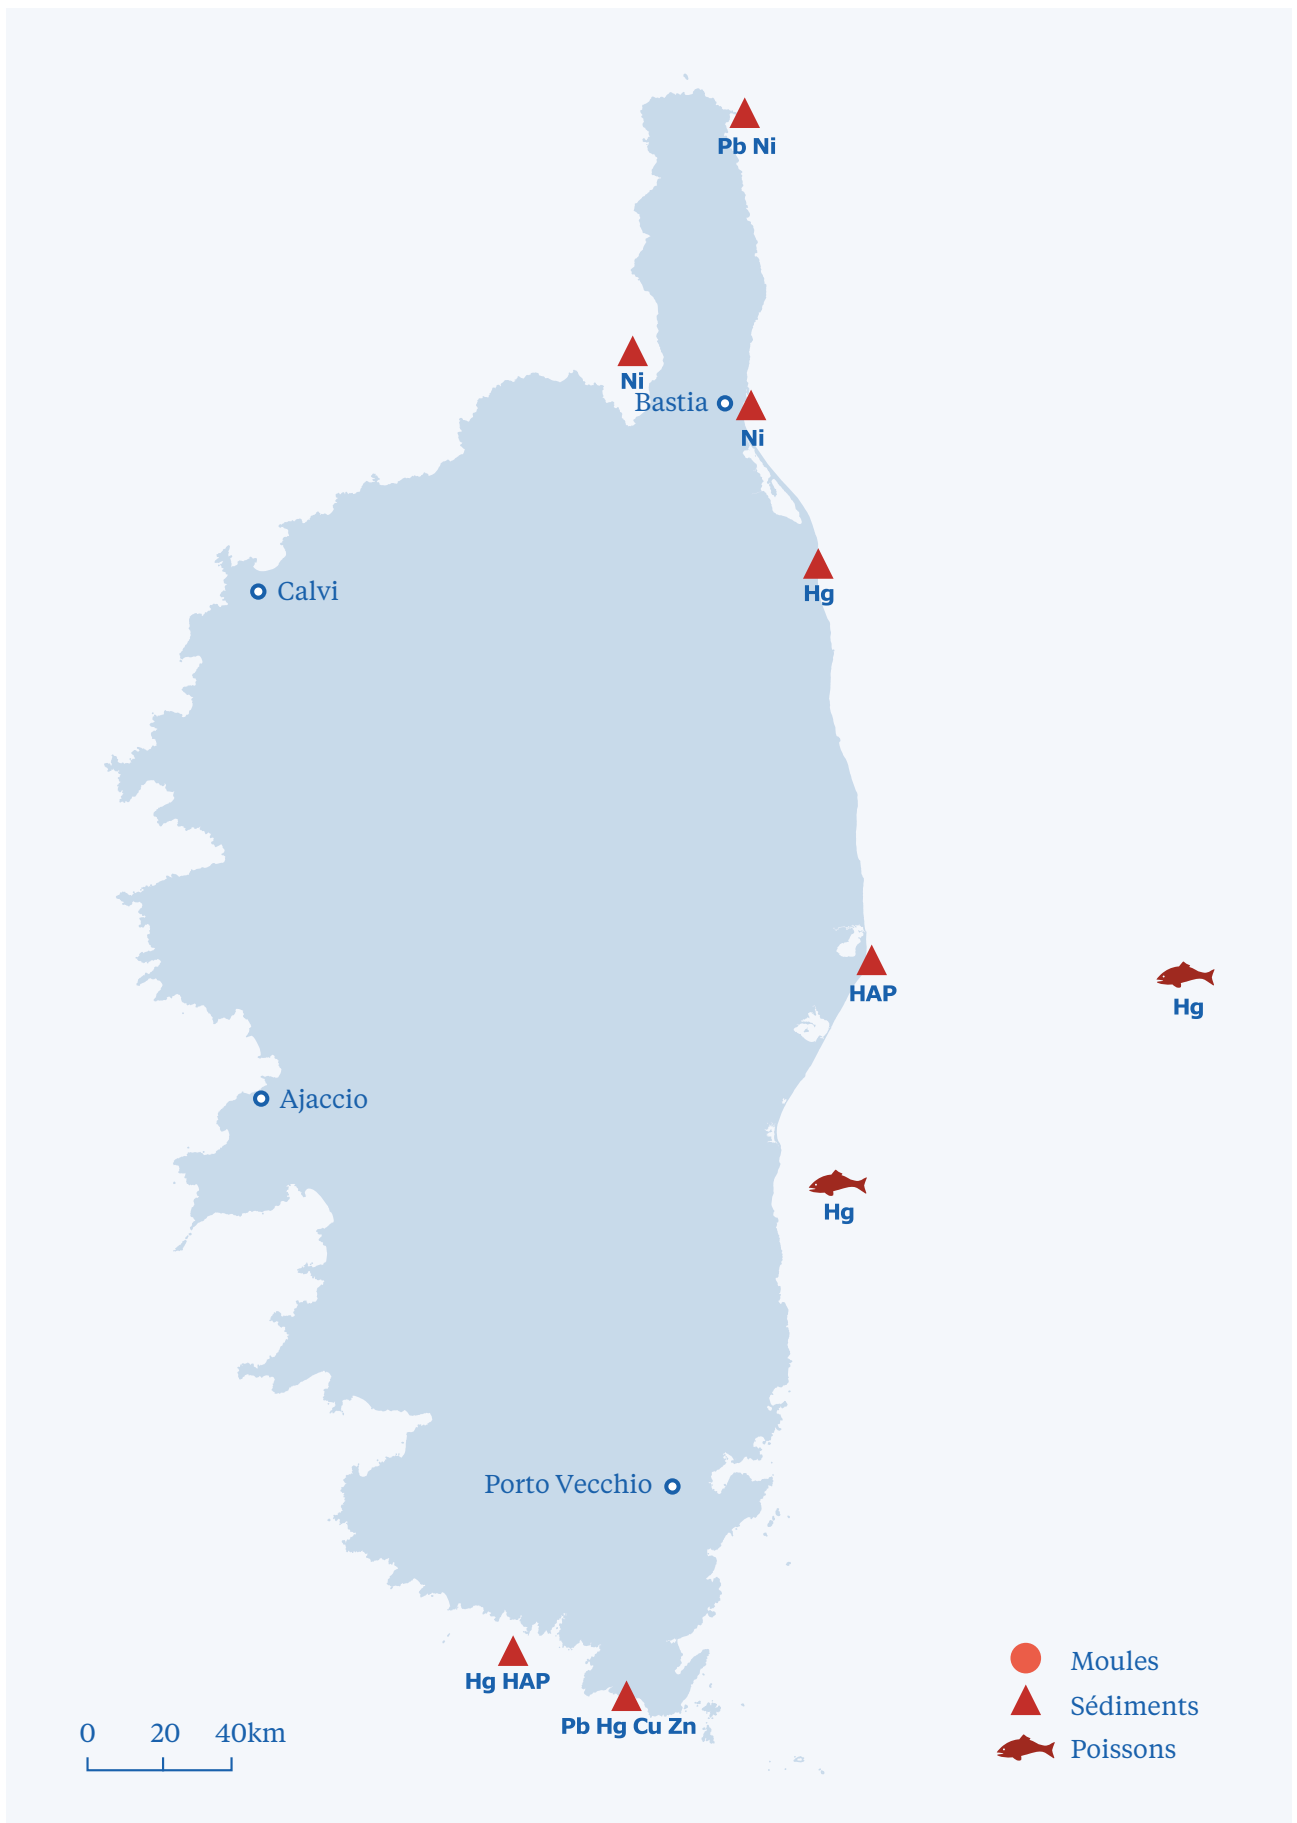 Pb Ni
Ni
Bastia
Ni
Hg
Calvi
HAP
Hg
Ajaccio
Hg
Porto Vecchio
Hg HAP
Pb Hg Cu Zn
0 20 40km
Moules
Sédiments
Poissons